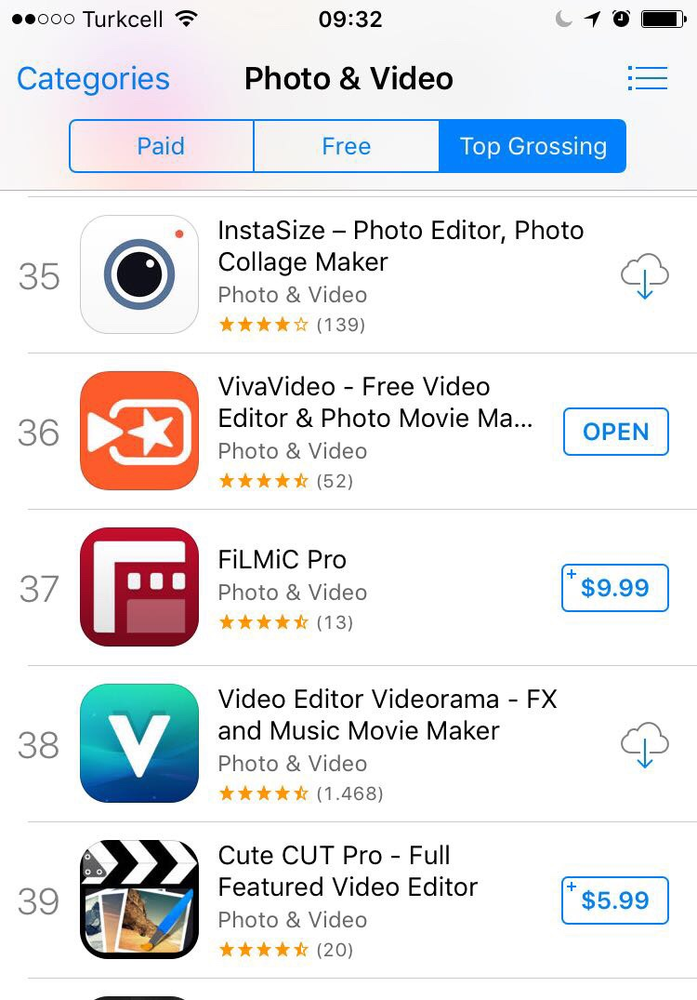 Turkcell 09:32
Categories Photo & Video
Paid Free Top Grossing
35
InstaSize – Photo Editor, Photo
Collage Maker
Photo & Video
(139)
36
VivaVideo - Free Video
Editor & Photo Movie Ma...
Photo & Video
(52)
OPEN
37
FiLMiC Pro
Photo & Video
(13)
+ $9.99
38
V
Video Editor Videorama - FX
and Music Movie Maker
Photo & Video
(1.468)
39
Cute CUT Pro - Full
Featured Video Editor
Photo & Video
(20)
+ $5.99